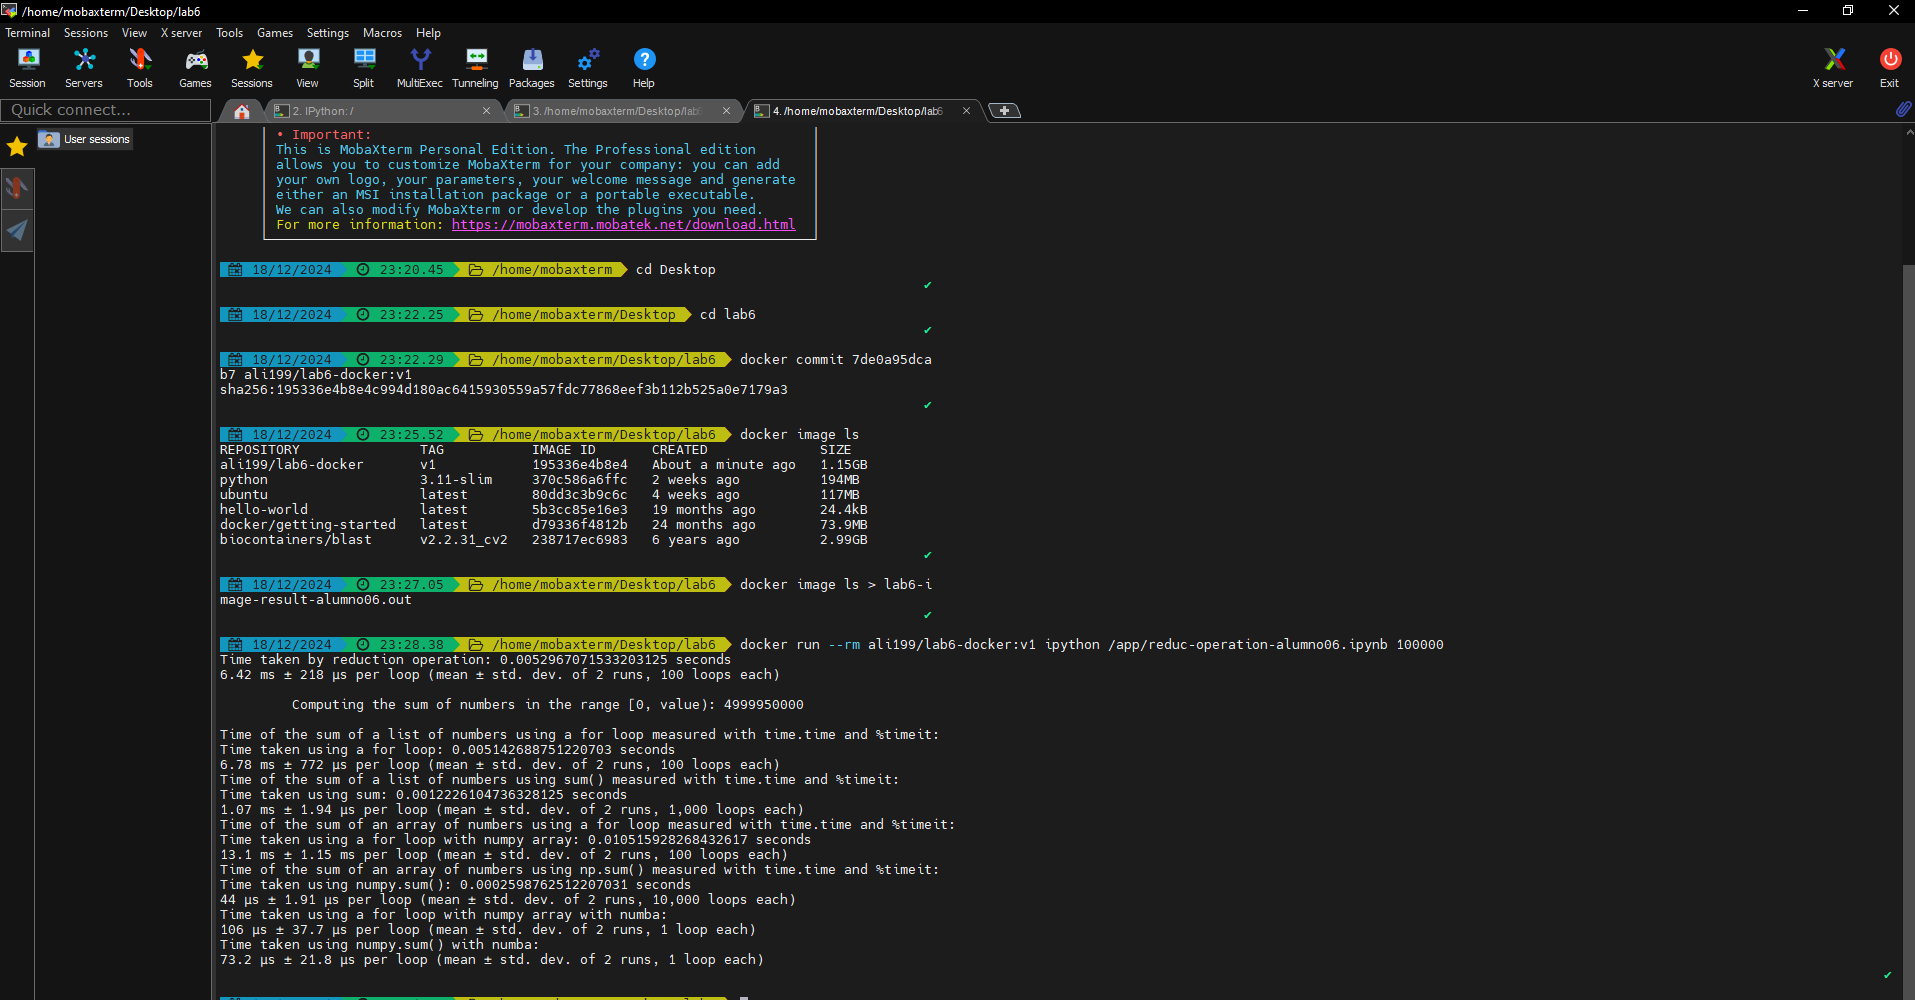 /home/mobaxterm/Desktop/lab6
Terminal Sessions View X server Tools Games Settings Macros Help
Session Servers Tools Games Sessions View Split MultiExec Tunneling Packages Settings Help X server Exit
Quick connect...
2. IPython: /
3. /home/mobaxterm/Desktop/lab
4. /home/mobaxterm/Desktop/lab6
User sessions
• Important:
This is MobaXterm Personal Edition. The Professional edition
allows you to customize MobaXterm for your company: you can add
your own logo, your parameters, your welcome message and generate
either an MSI installation package or a portable executable.
We can also modify MobaXterm or develop the plugins you need.
For more information: https://mobaxterm.mobatek.net/download.html
18/12/2024 23:20.45 /home/mobaxterm cd Desktop
✔
18/12/2024 23:22.25 /home/mobaxterm/Desktop cd lab6
✔
18/12/2024 23:22.29 /home/mobaxterm/Desktop/lab6 docker commit 7de0a95dca
b7 ali199/lab6-docker:v1
sha256:195336e4b8e4c994d180ac6415930559a57fdc77868eef3b112b525a0e7179a3
✔
18/12/2024 23:25.52 /home/mobaxterm/Desktop/lab6 docker image ls
REPOSITORY TAG IMAGE ID CREATED SIZE
ali199/lab6-docker v1 195336e4b8e4 About a minute ago 1.15GB
python 3.11-slim 370c586a6ffc 2 weeks ago 194MB
ubuntu latest 80dd3c3b9c6c 4 weeks ago 117MB
hello-world latest 5b3cc85e16e3 19 months ago 24.4kB
docker/getting-started latest d79336f4812b 24 months ago 73.9MB
biocontainers/blast v2.2.31_cv2 238717ec6983 6 years ago 2.99GB
✔
18/12/2024 23:27.05 /home/mobaxterm/Desktop/lab6 docker image ls > lab6-i
mage-result-alumno06.out
✔
18/12/2024 23:28.38 /home/mobaxterm/Desktop/lab6 docker run --rm ali199/lab6-docker:v1 ipython /app/reduc-operation-alumno06.ipynb 100000
Time taken by reduction operation: 0.0052967071533203125 seconds
6.42 ms ± 218 µs per loop (mean ± std. dev. of 2 runs, 100 loops each)
Computing the sum of numbers in the range [0, value): 4999950000
Time of the sum of a list of numbers using a for loop measured with time.time and %timeit:
Time taken using a for loop: 0.005142688751220703 seconds
6.78 ms ± 772 µs per loop (mean ± std. dev. of 2 runs, 100 loops each)
Time of the sum of a list of numbers using sum() measured with time.time and %timeit:
Time taken using sum: 0.0012226104736328125 seconds
1.07 ms ± 1.94 µs per loop (mean ± std. dev. of 2 runs, 1,000 loops each)
Time of the sum of an array of numbers using a for loop measured with time.time and %timeit:
Time taken using a for loop with numpy array: 0.010515928268432617 seconds
13.1 ms ± 1.15 ms per loop (mean ± std. dev. of 2 runs, 100 loops each)
Time of the sum of an array of numbers using np.sum() measured with time.time and %timeit:
Time taken using numpy.sum(): 0.0002598762512207031 seconds
44 µs ± 1.91 µs per loop (mean ± std. dev. of 2 runs, 10,000 loops each)
Time taken using a for loop with numpy array with numba:
106 µs ± 37.7 µs per loop (mean ± std. dev. of 2 runs, 1 loop each)
Time taken using numpy.sum() with numba:
73.2 µs ± 21.8 µs per loop (mean ± std. dev. of 2 runs, 1 loop each)
✔